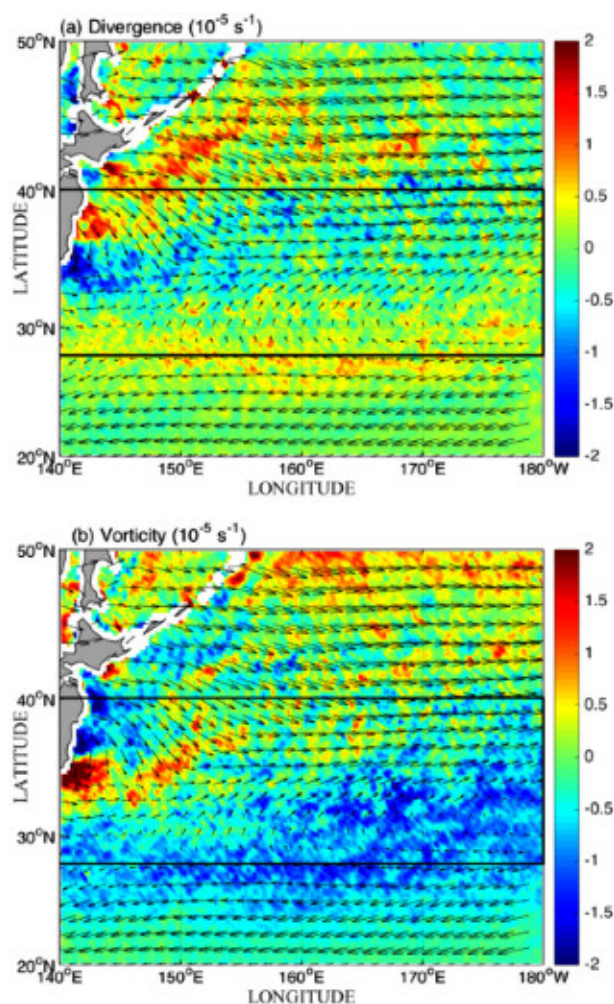 (a) Divergence (10⁻⁵ s⁻¹)
50°N
40°N
30°N
20°N
LATITUDE
140°E 150°E 160°E 170°E 180°W
LONGITUDE
2
1.5
1
0.5
0
-0.5
-1
-1.5
-2
(b) Vorticity (10⁻⁵ s⁻¹)
50°N
40°N
30°N
20°N
LATITUDE
140°E 150°E 160°E 170°E 180°W
LONGITUDE
2
1.5
1
0.5
0
-0.5
-1
-1.5
-2